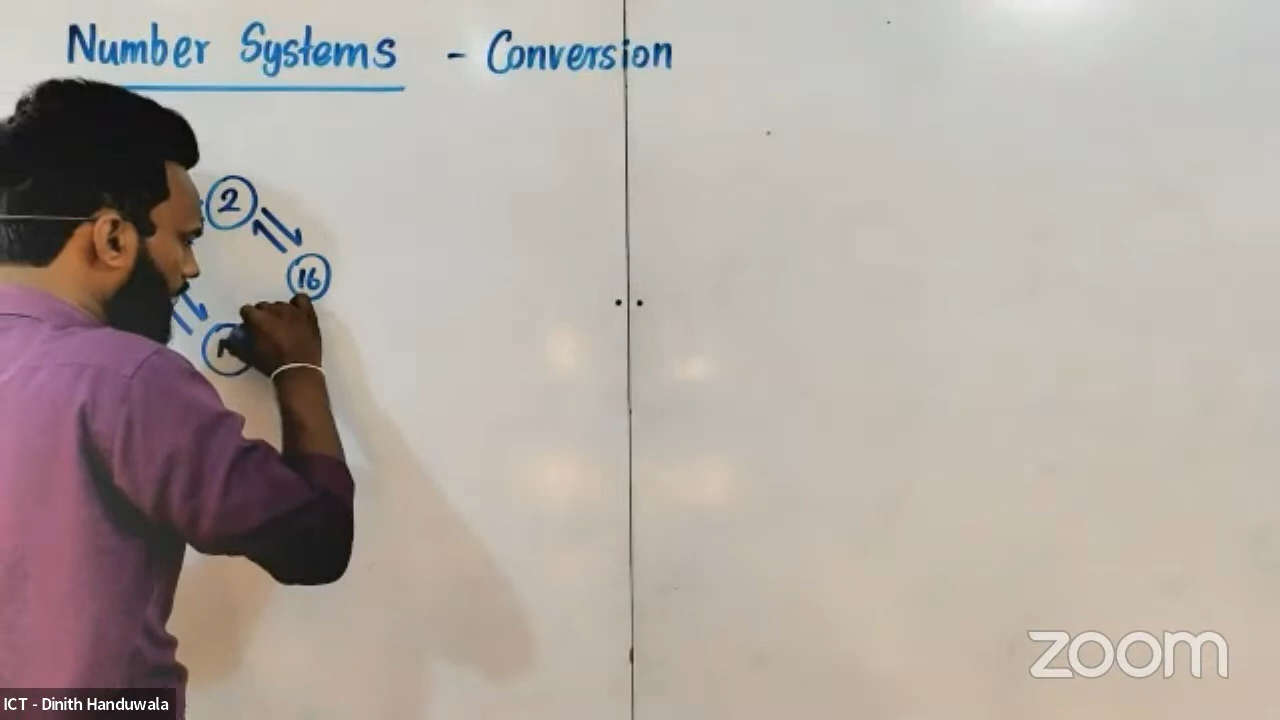 Number Systems - Conversion
2
16
zoom
ICT - Dinith Handuwala